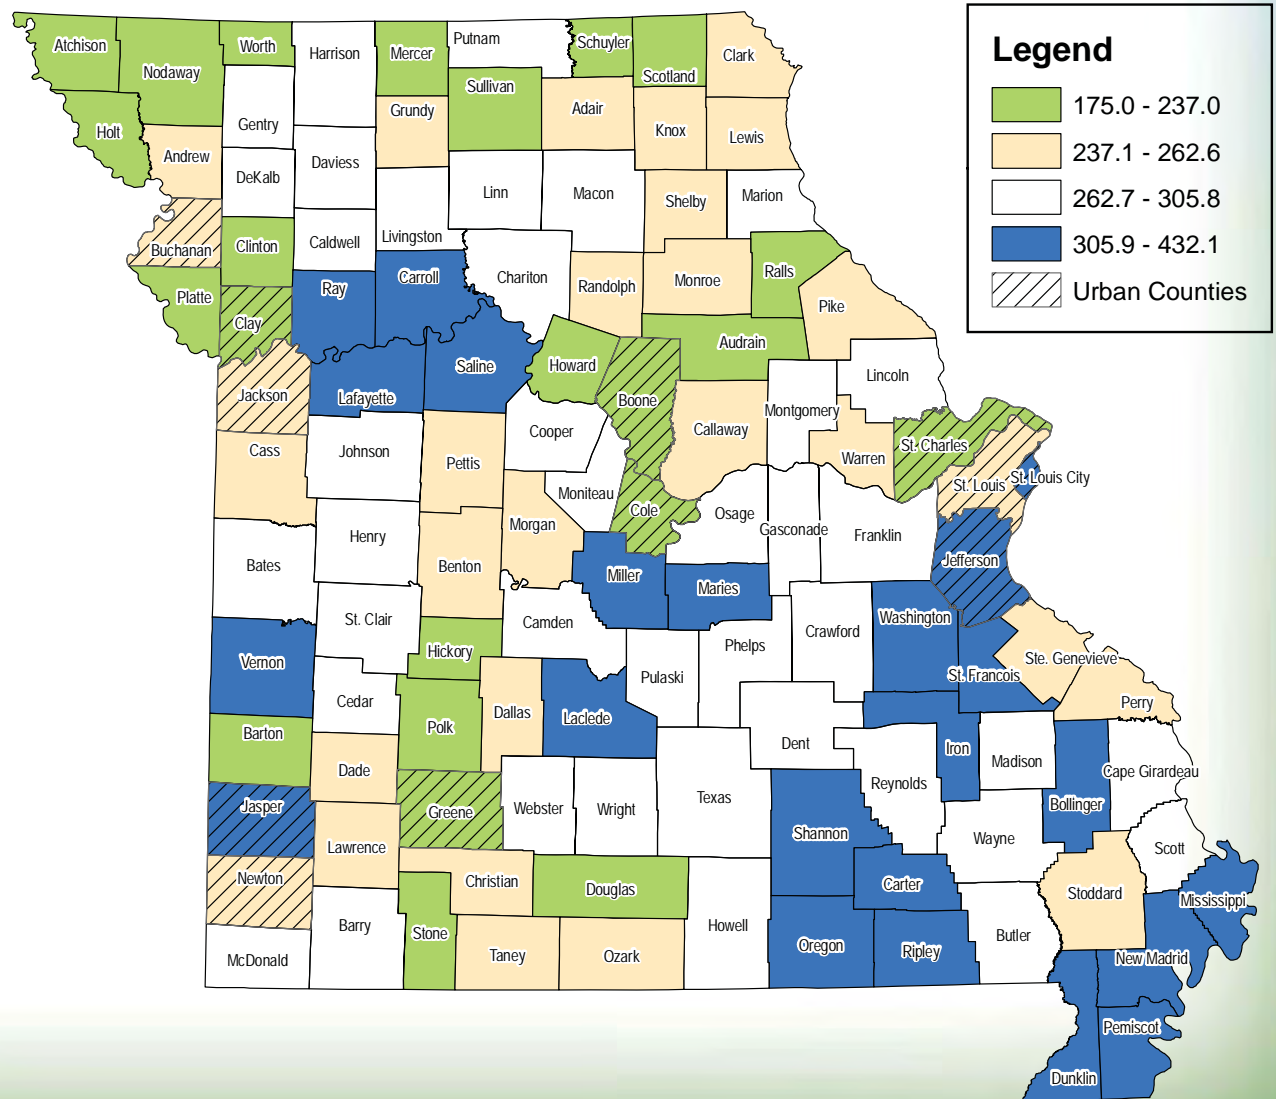 Legend
175.0 - 237.0
237.1 - 262.6
262.7 - 305.8
305.9 - 432.1
Urban Counties
Atchison
Nodaway
Worth
Harrison
Mercer
Putnam
Schuyler
Scotland
Clark
Sullivan
Holt
Gentry
Grundy
Adair
Knox
Lewis
Andrew
DeKalb
Daviess
Linn
Macon
Shelby
Marion
Buchanan
Clinton
Caldwell
Livingston
Chariton
Randolph
Monroe
Ralls
Platte
Clay
Ray
Carroll
Pike
Audrain
Howard
Boone
Saline
Lafayette
Jackson
Lincoln
Callaway
Montgomery
Cass
Johnson
Pettis
Cooper
Warren
St. Charles
St. Louis
St. Louis City
Moniteau
Morgan
Cole
Osage
Gasconade
Franklin
Jefferson
Bates
Henry
Benton
Miller
Maries
Washington
St. Clair
Camden
Phelps
Crawford
Vernon
Hickory
Pulaski
St. Francois
Ste. Genevieve
Perry
Cedar
Polk
Dallas
Laclede
Dent
Iron
Madison
Cape Girardeau
Barton
Dade
Reynolds
Bollinger
Jasper
Greene
Webster
Wright
Texas
Shannon
Wayne
Scott
Lawrence
Newton
Christian
Douglas
Carter
Stoddard
Mississippi
Barry
Stone
Howell
Oregon
Ripley
Butler
McDonald
Taney
Ozark
New Madrid
Pemiscot
Dunklin